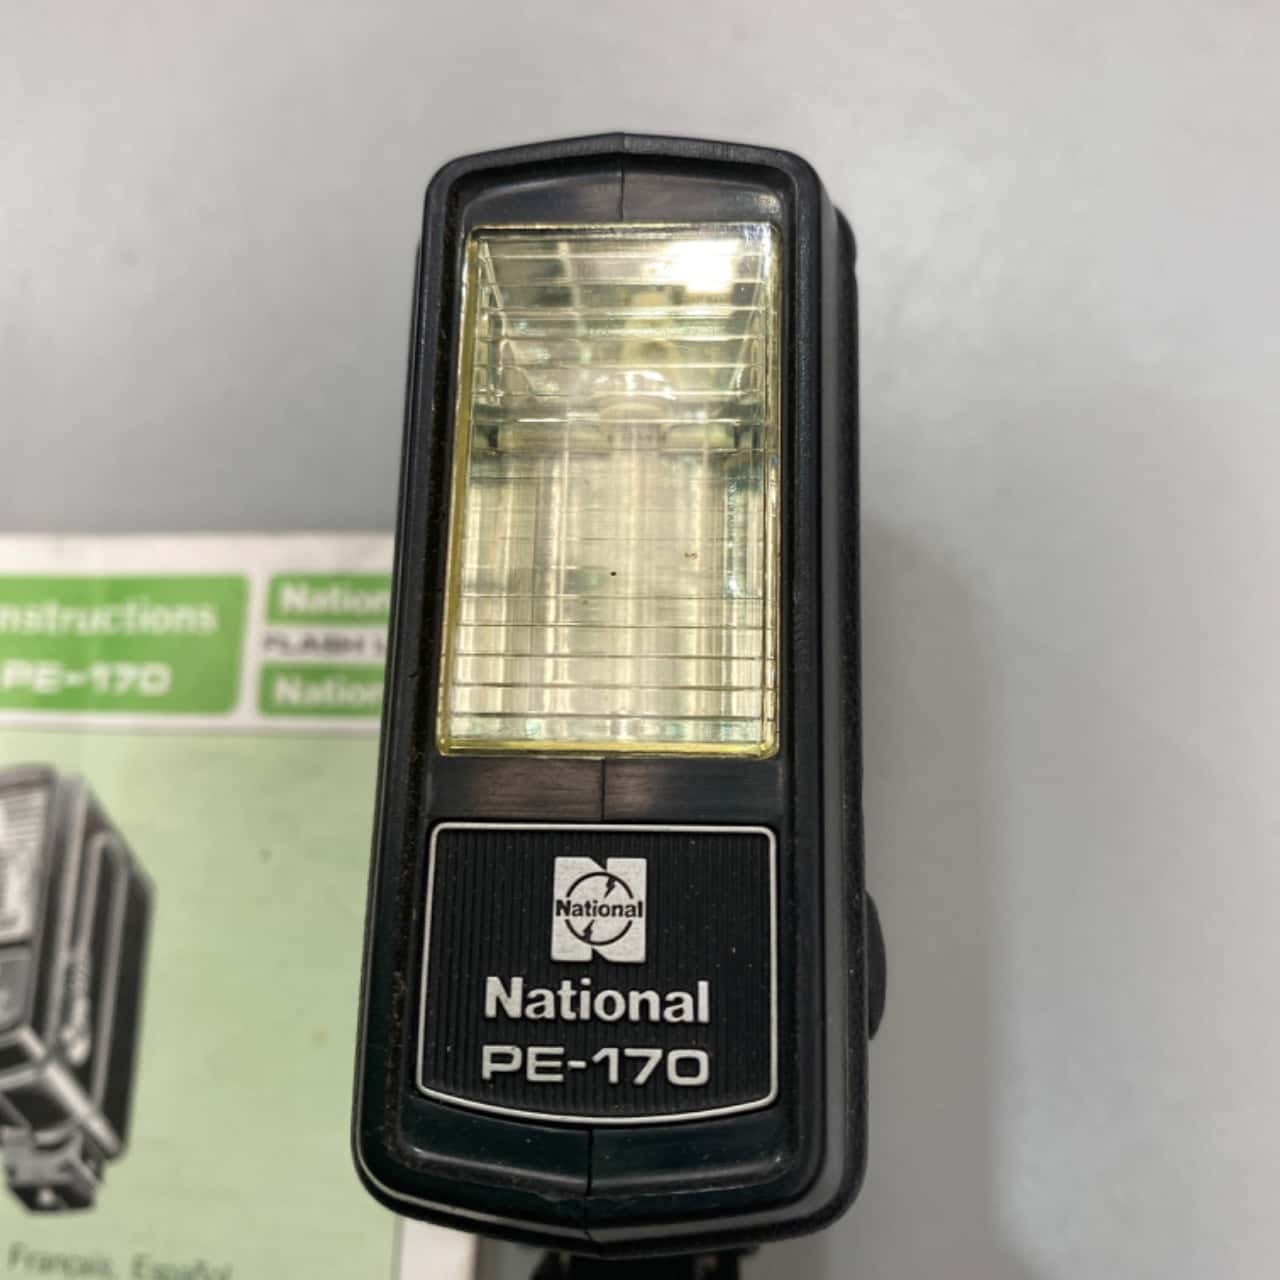 nstructions
PE-170
Nation
FLASH L
Nation
National
National
PE-170
Français, Español